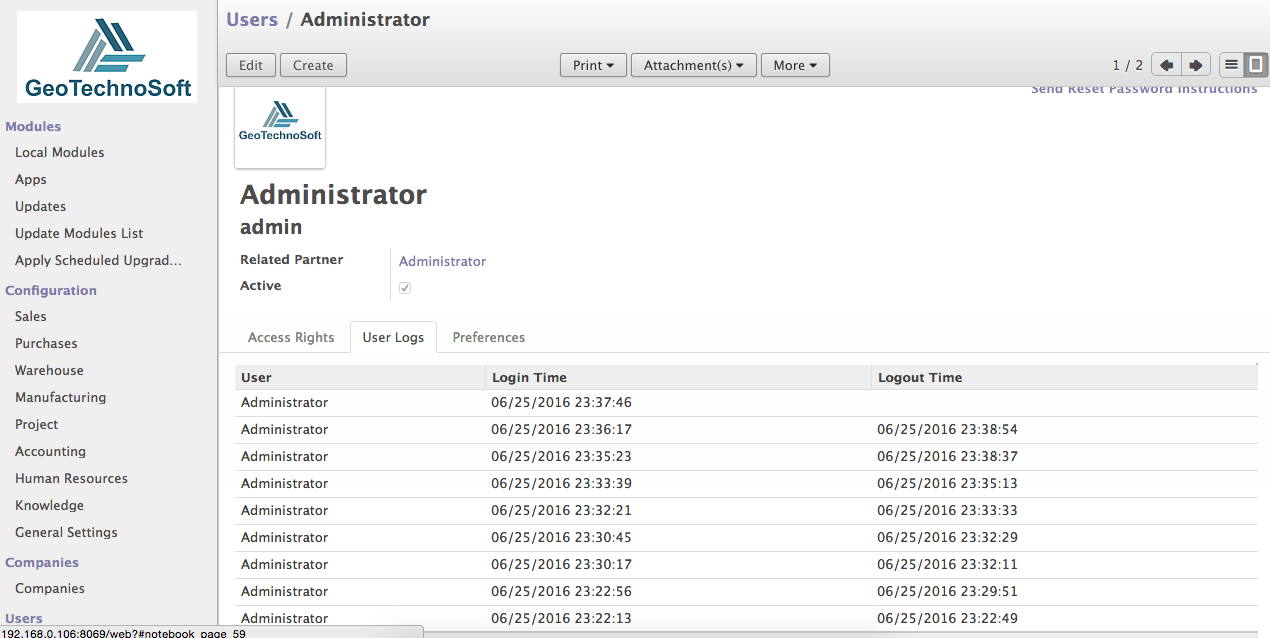 GeoTechnoSoft
Modules
Local Modules
Apps
Updates
Update Modules List
Apply Scheduled Upgrad...
Configuration
Sales
Purchases
Warehouse
Manufacturing
Project
Accounting
Human Resources
Knowledge
General Settings
Companies
Companies
Users
192.168.0.106:8069/web?#notebook_page_59
Users / Administrator
Edit Create Print Attachment(s) More 1 / 2
Send Reset Password Instructions
GeoTechnoSoft
Administrator
admin
Related Partner Administrator
Active
Access Rights User Logs Preferences
User Login Time Logout Time
Administrator 06/25/2016 23:37:46
Administrator 06/25/2016 23:36:17 06/25/2016 23:38:54
Administrator 06/25/2016 23:35:23 06/25/2016 23:38:37
Administrator 06/25/2016 23:33:39 06/25/2016 23:35:13
Administrator 06/25/2016 23:32:21 06/25/2016 23:33:33
Administrator 06/25/2016 23:30:45 06/25/2016 23:32:29
Administrator 06/25/2016 23:30:17 06/25/2016 23:32:11
Administrator 06/25/2016 23:22:56 06/25/2016 23:29:51
Administrator 06/25/2016 23:22:13 06/25/2016 23:22:49